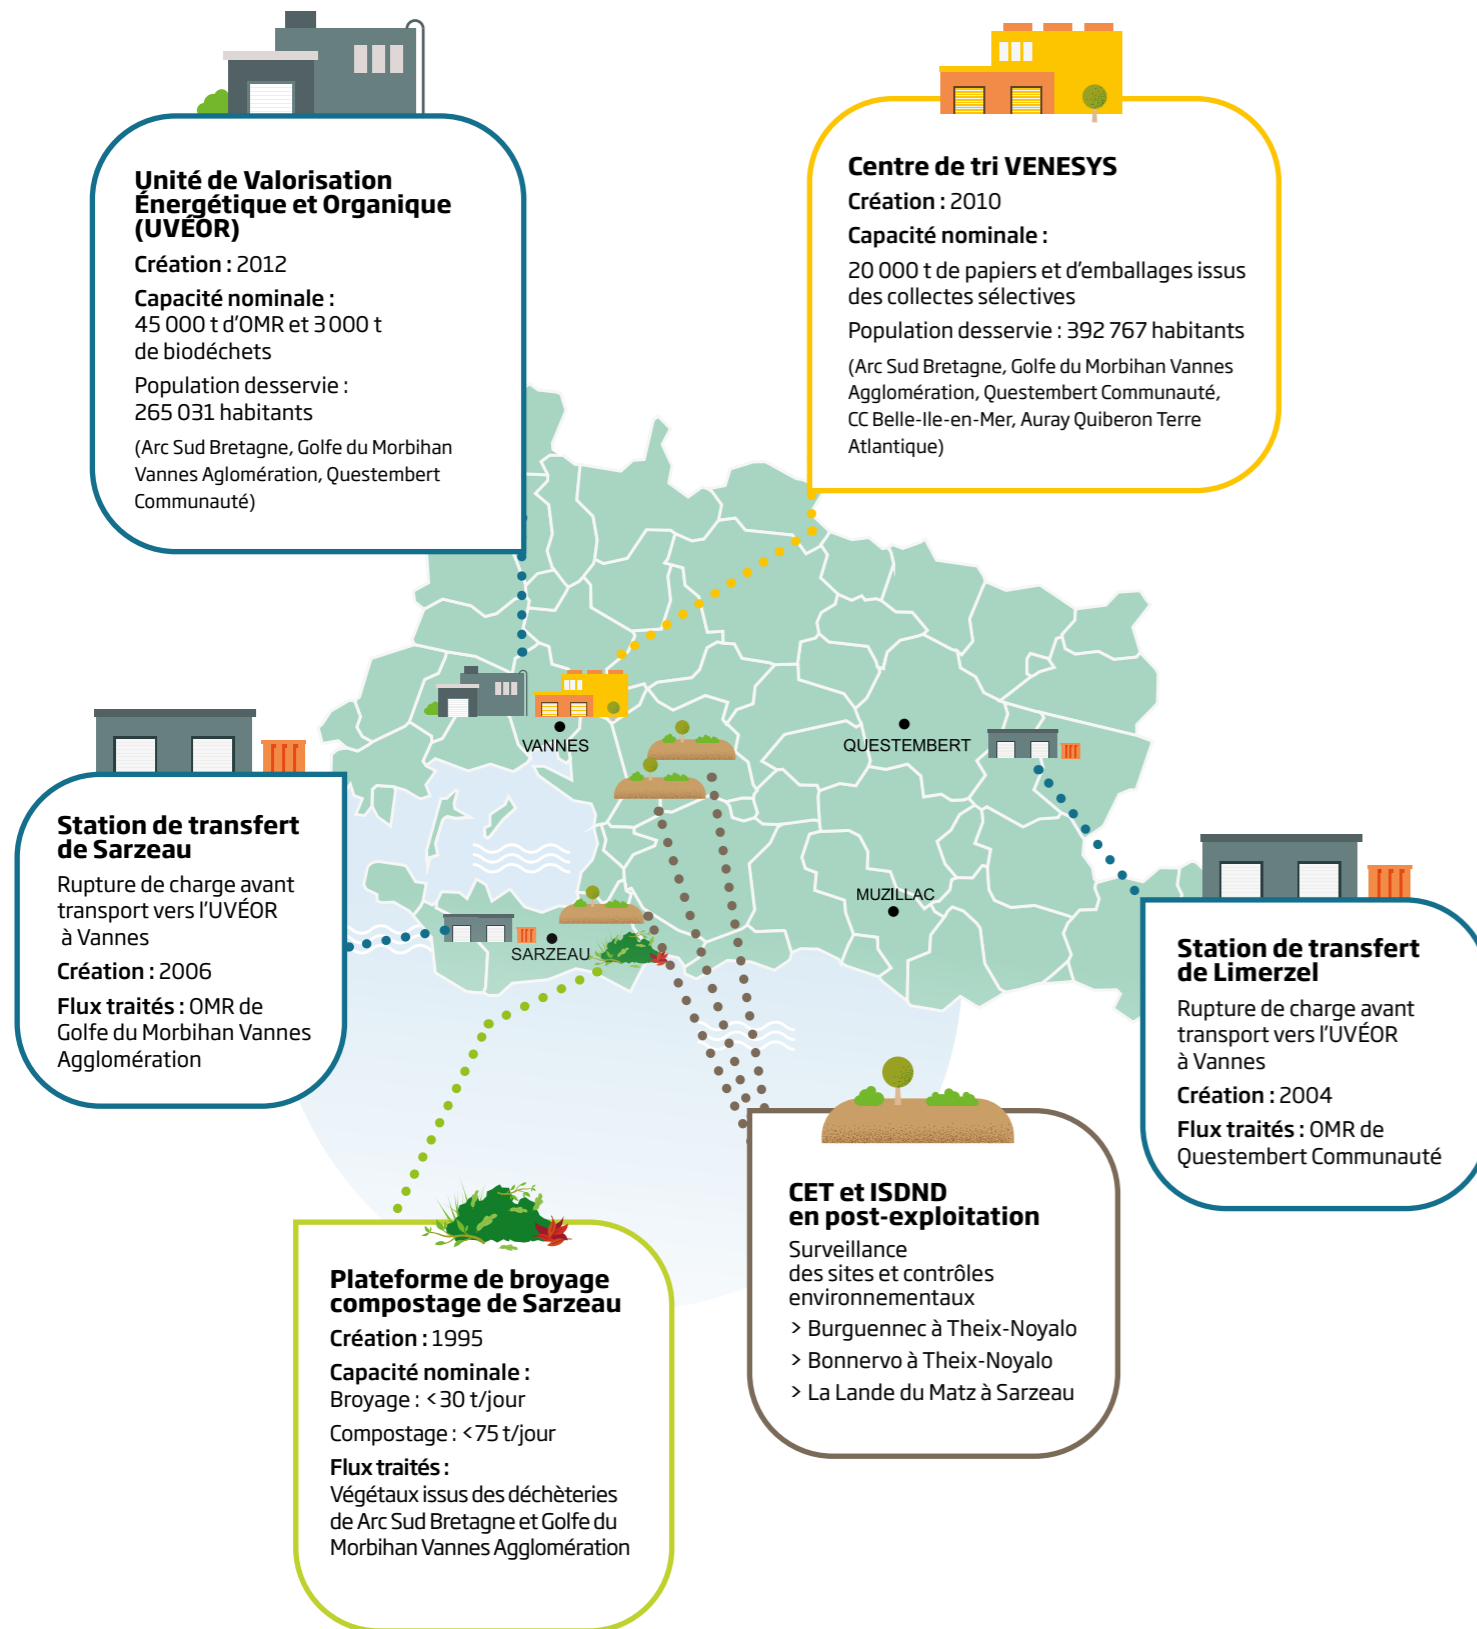 Unité de Valorisation
Énergétique et Organique
(UVÉOR)
Création : 2012
Capacité nominale :
45 000 t d'OMR et 3 000 t
de biodéchets
Population desservie :
265 031 habitants
(Arc Sud Bretagne, Golfe du Morbihan
Vannes Aglomération, Questembert
Communauté)
Centre de tri VENESYS
Création : 2010
Capacité nominale :
20 000 t de papiers et d'emballages issus
des collectes sélectives
Population desservie : 392 767 habitants
(Arc Sud Bretagne, Golfe du Morbihan Vannes
Agglomération, Questembert Communauté,
CC Belle-Ile-en-Mer, Auray Quiberon Terre
Atlantique)
VANNES
QUESTEMBERT
MUZILLAC
SARZEAU
Station de transfert
de Sarzeau
Rupture de charge avant
transport vers l'UVÉOR
à Vannes
Création : 2006
Flux traités : OMR de
Golfe du Morbihan Vannes
Agglomération
Station de transfert
de Limerzel
Rupture de charge avant
transport vers l'UVÉOR
à Vannes
Création : 2004
Flux traités : OMR de
Questembert Communauté
CET et ISDND
en post-exploitation
Surveillance
des sites et contrôles
environnementaux
> Burguennec à Theix-Noyalo
> Bonnervo à Theix-Noyalo
> La Lande du Matz à Sarzeau
Plateforme de broyage
compostage de Sarzeau
Création : 1995
Capacité nominale :
Broyage : <30 t/jour
Compostage : <75 t/jour
Flux traités :
Végétaux issus des déchèteries
de Arc Sud Bretagne et Golfe du
Morbihan Vannes Agglomération